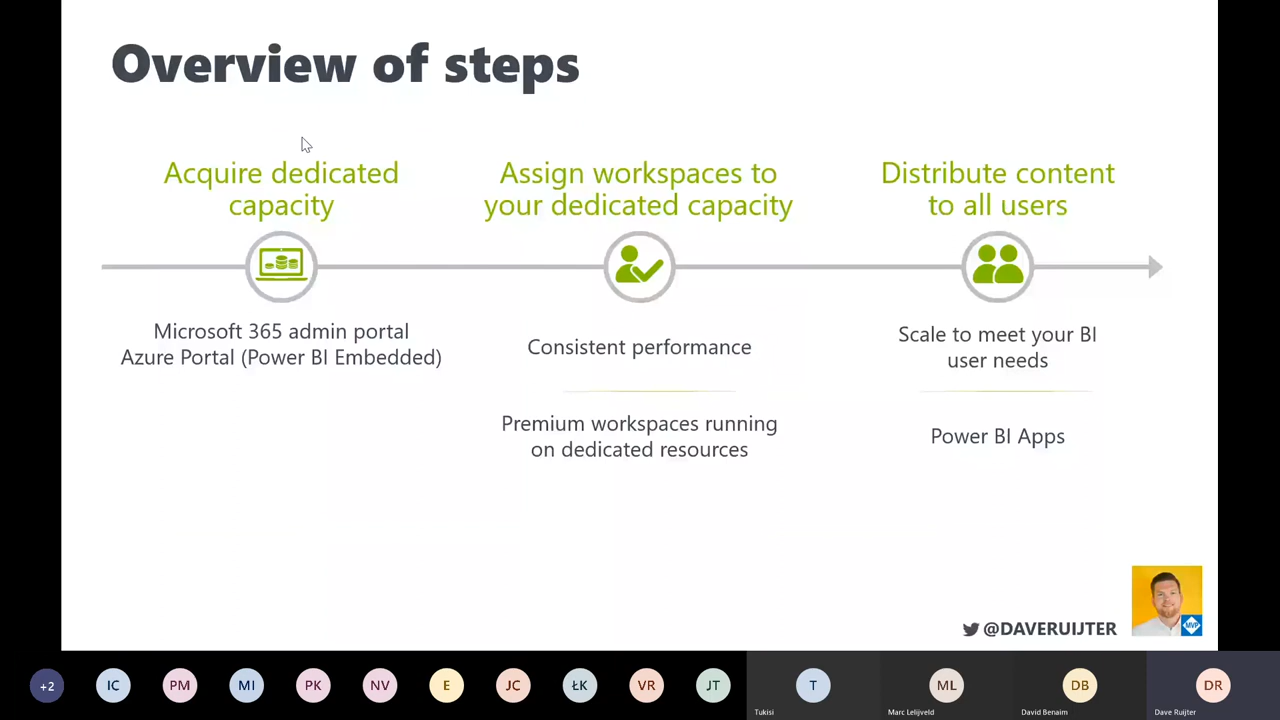 Overview of steps
Acquire dedicated
capacity
Assign workspaces to
your dedicated capacity
Distribute content
to all users
Microsoft 365 admin portal
Azure Portal (Power BI Embedded)
Consistent performance
Premium workspaces running
on dedicated resources
Scale to meet your BI
user needs
Power BI Apps
@DAVERUIJTER
MVP
+2
IC
PM
MI
PK
NV
E
JC
ŁK
VR
JT
T
Tukisi
ML
Marc Lelijveld
DB
David Benaim
DR
Dave Ruijter